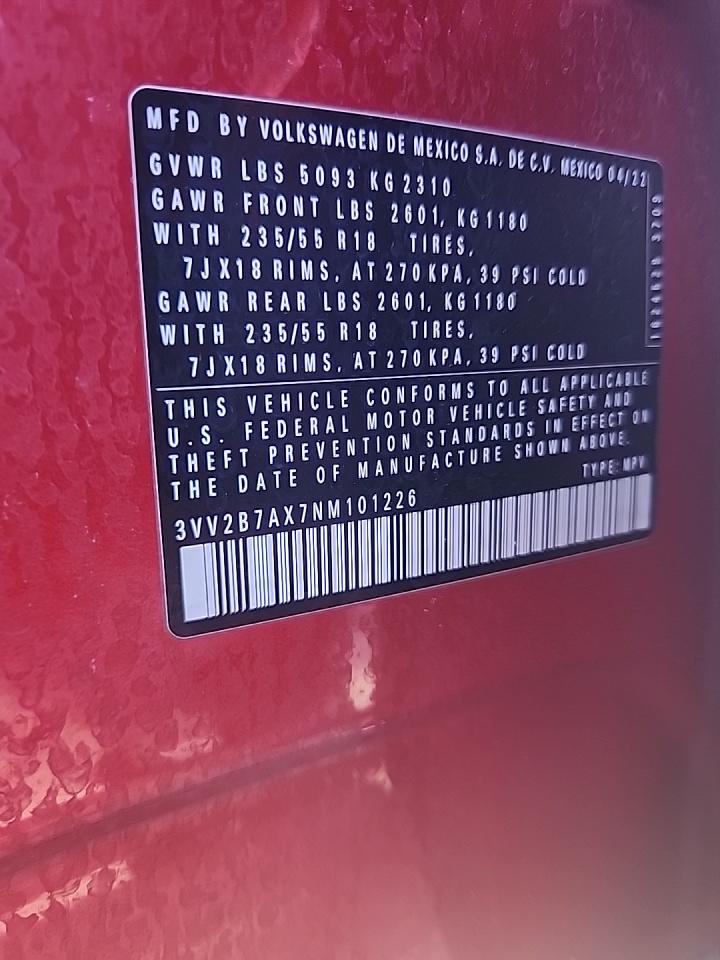 MFD BY VOLKSWAGEN DE MEXICO S.A. DE C.V. MEXICO 04/22
GVWR LBS 5093 KG 2310
GAWR FRONT LBS 2601, KG 1180
WITH 235/55 R18 TIRES,
7JX18 RIMS, AT 270 KPA, 39 PSI COLD
GAWR REAR LBS 2601, KG 1180
WITH 235/55 R18 TIRES,
7JX18 RIMS, AT 270 KPA, 39 PSI COLD
THIS VEHICLE CONFORMS TO ALL APPLICABLE
U.S. FEDERAL MOTOR VEHICLE SAFETY AND
THEFT PREVENTION STANDARDS IN EFFECT ON
THE DATE OF MANUFACTURE SHOWN ABOVE.
TYPE: MPV
3VV2B7AX7NM101226